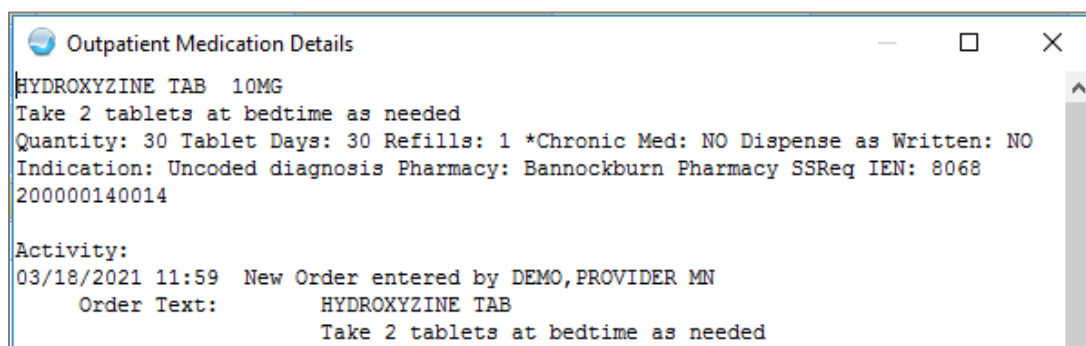 Outpatient Medication Details
HYDROXYZINE TAB  10MG
Take 2 tablets at bedtime as needed
Quantity: 30 Tablet Days: 30 Refills: 1 *Chronic Med: NO Dispense as Written: NO
Indication: Uncoded diagnosis Pharmacy: Bannockburn Pharmacy SSReq IEN: 8068
200000140014
Activity:
03/18/2021 11:59  New Order entered by DEMO,PROVIDER MN
Order Text: HYDROXYZINE TAB
Take 2 tablets at bedtime as needed